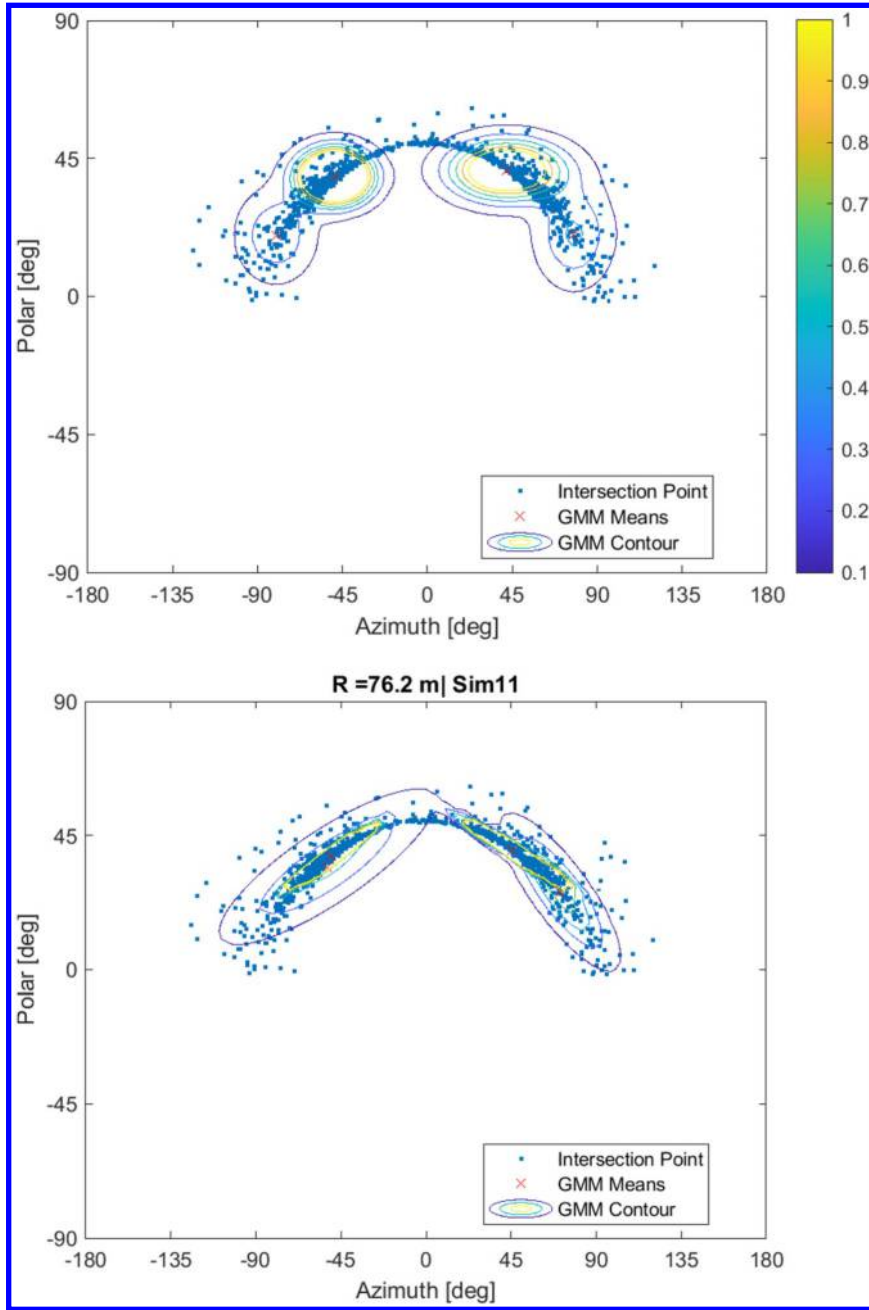 90
45
0
-45
-90
Polar [deg]
-180 -135 -90 -45 0 45 90 135 180
Azimuth [deg]
Intersection Point
GMM Means
GMM Contour
1
0.9
0.8
0.7
0.6
0.5
0.4
0.3
0.2
0.1
R =76.2 m| Sim11
90
45
0
-45
-90
Polar [deg]
-180 -135 -90 -45 0 45 90 135 180
Azimuth [deg]
Intersection Point
GMM Means
GMM Contour